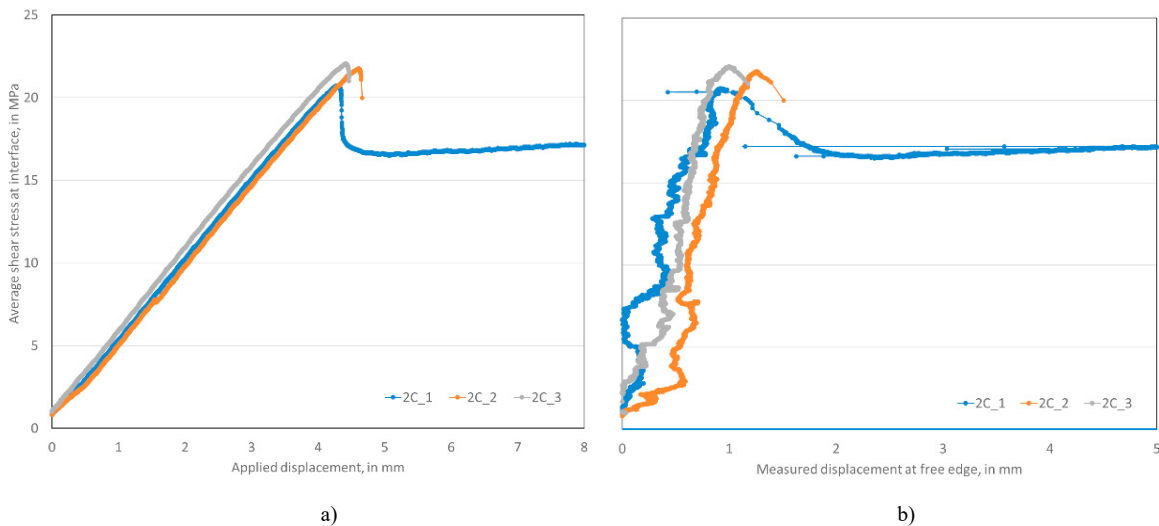 25
20
15
10
5
0
Average shear stress at interface, in MPa
2C_1 2C_2 2C_3
0 1 2 3 4 5 6 7 8
Applied displacement, in mm
a)
2C_1 2C_2 2C_3
0 1 2 3 4 5
Measured displacement at free edge, in mm
b)